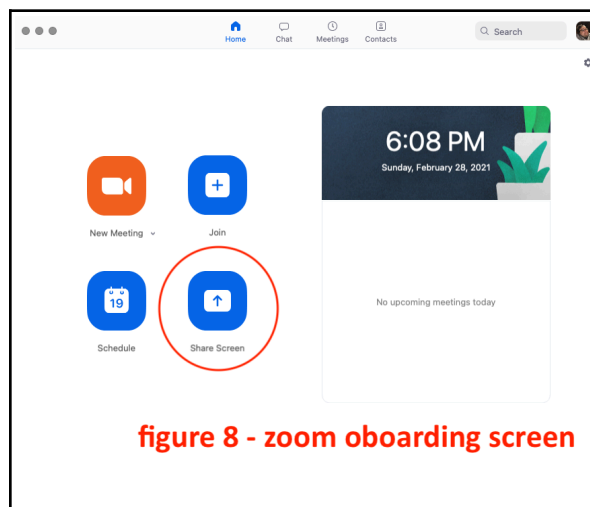 Home
Chat
Meetings
Contacts
Search
6:08 PM
Sunday, February 28, 2021
New Meeting
Join
19
No upcoming meetings today
Schedule
Share Screen
figure 8 - zoom oboarding screen